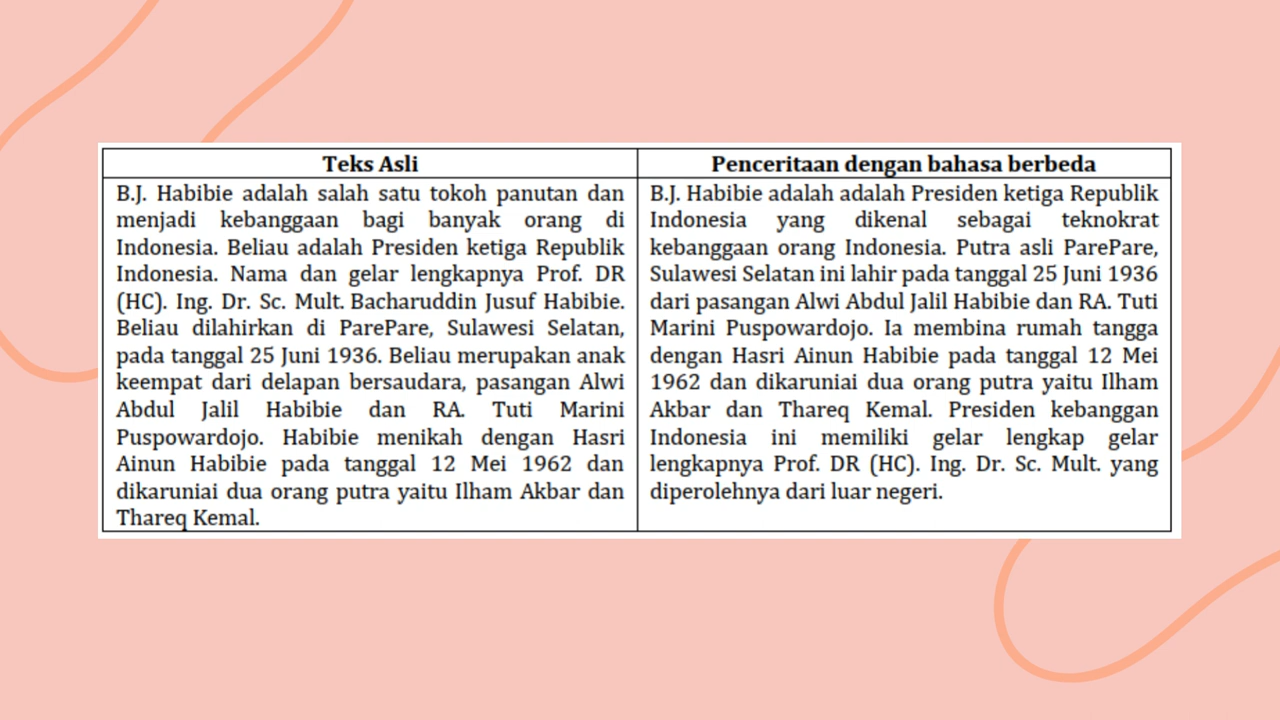 Teks Asli
B.J. Habibie adalah salah satu tokoh panutan dan
menjadi kebanggaan bagi banyak orang di
Indonesia. Beliau adalah Presiden ketiga Republik
Indonesia. Nama dan gelar lengkapnya Prof. DR
(HC). Ing. Dr. Sc. Mult. Bacharuddin Jusuf Habibie.
Beliau dilahirkan di ParePare, Sulawesi Selatan,
pada tanggal 25 Juni 1936. Beliau merupakan anak
keempat dari delapan bersaudara, pasangan Alwi
Abdul Jalil Habibie dan RA. Tuti Marini
Puspowardojo. Habibie menikah dengan Hasri
Ainun Habibie pada tanggal 12 Mei 1962 dan
dikaruniai dua orang putra yaitu Ilham Akbar dan
Thareq Kemal.
Penceritaan dengan bahasa berbeda
B.J. Habibie adalah adalah Presiden ketiga Republik
Indonesia yang dikenal sebagai teknokrat
kebanggaan orang Indonesia. Putra asli ParePare,
Sulawesi Selatan ini lahir pada tanggal 25 Juni 1936
dari pasangan Alwi Abdul Jalil Habibie dan RA. Tuti
Marini Puspowardojo. Ia membina rumah tangga
dengan Hasri Ainun Habibie pada tanggal 12 Mei
1962 dan dikaruniai dua orang putra yaitu Ilham
Akbar dan Thareq Kemal. Presiden kebanggan
Indonesia ini memiliki gelar lengkap gelar
lengkapnya Prof. DR (HC). Ing. Dr. Sc. Mult. yang
diperolehnya dari luar negeri.